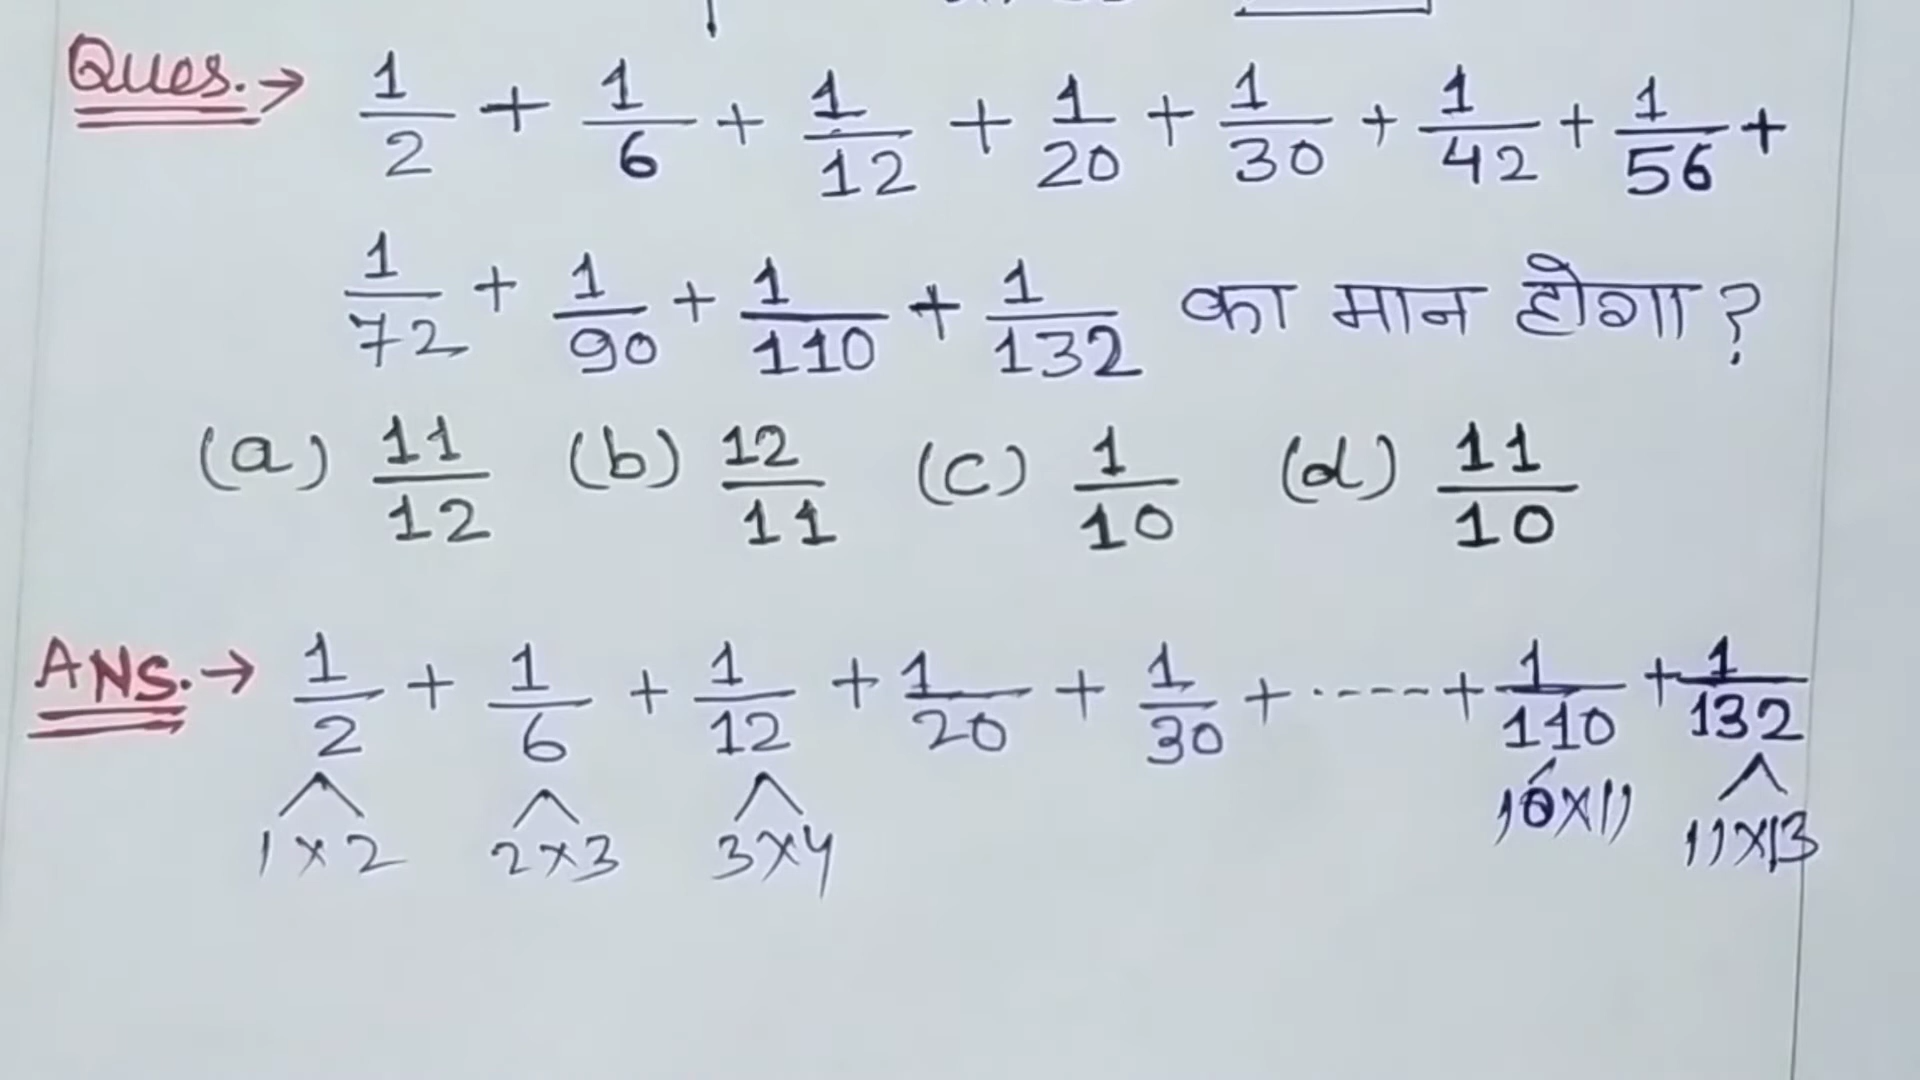 Ques.→ 1/2 + 1/6 + 1/12 + 1/20 + 1/30 + 1/42 + 1/56 +
1/72 + 1/90 + 1/110 + 1/132 का मान होगा?
(a) 11/12 (b) 12/11 (c) 1/10 (d) 11/10
ANS.→ 1/2 + 1/6 + 1/12 + 1/20 + 1/30 + ----- + 1/110 + 1/132
1×2 2×3 3×4 10×11 11×13